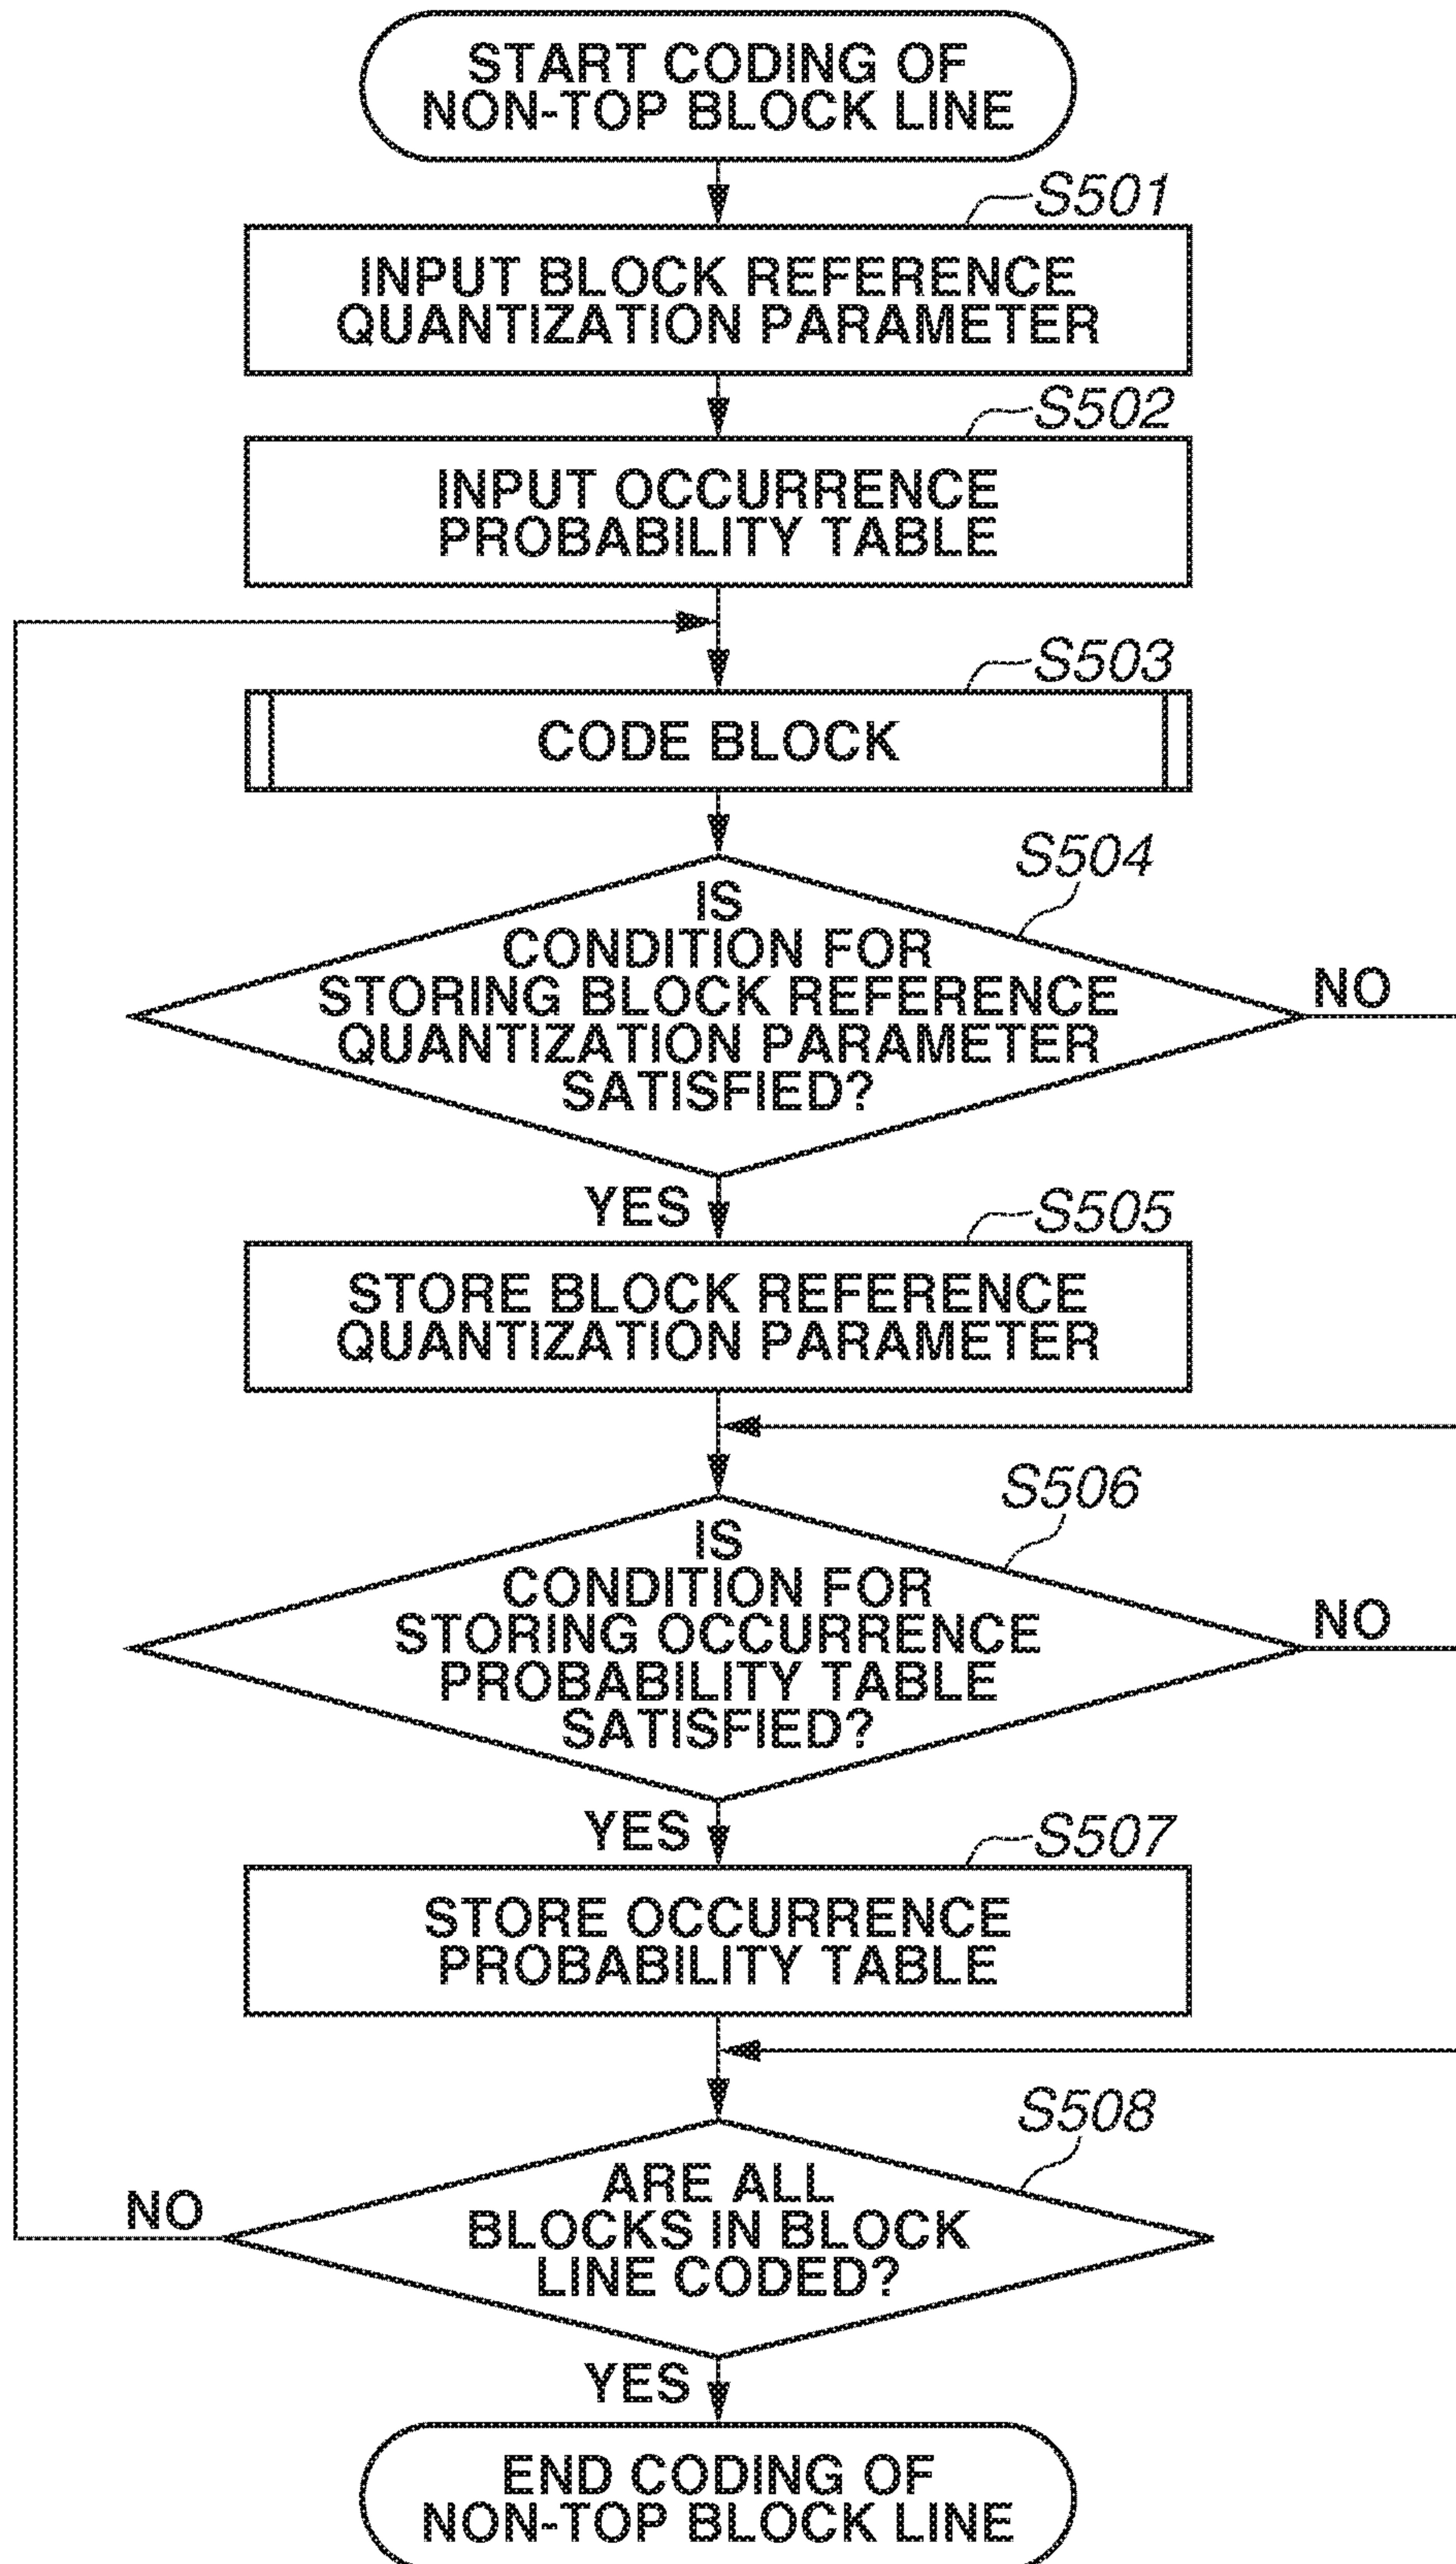 START CODING OF
NON-TOP BLOCK LINE
S501
INPUT BLOCK REFERENCE
QUANTIZATION PARAMETER
S502
INPUT OCCURRENCE
PROBABILITY TABLE
S503
CODE BLOCK
S504
IS
CONDITION FOR
STORING BLOCK REFERENCE
QUANTIZATION PARAMETER
SATISFIED?
NO
YES
S505
STORE BLOCK REFERENCE
QUANTIZATION PARAMETER
S506
IS
CONDITION FOR
STORING OCCURRENCE
PROBABILITY TABLE
SATISFIED?
NO
YES
S507
STORE OCCURRENCE
PROBABILITY TABLE
S508
ARE ALL
BLOCKS IN BLOCK
LINE CODED?
NO
YES
END CODING OF
NON-TOP BLOCK LINE